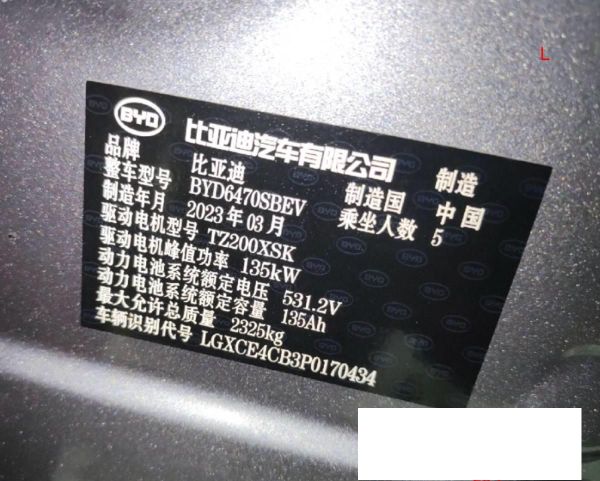 L
BYD
比亚迪汽车有限公司 制造
品牌 比亚迪 制造国 中国
整车型号 BYD6470SBEV 乘坐人数 5
制造年月 2023年03月
驱动电机型号 TZ200XSK
驱动电机峰值功率 135kW
动力电池系统额定电压 531.2V
动力电池系统额定容量 135Ah
最大允许总质量 2325kg
车辆识别代号 LGXCE4CB3P0170434